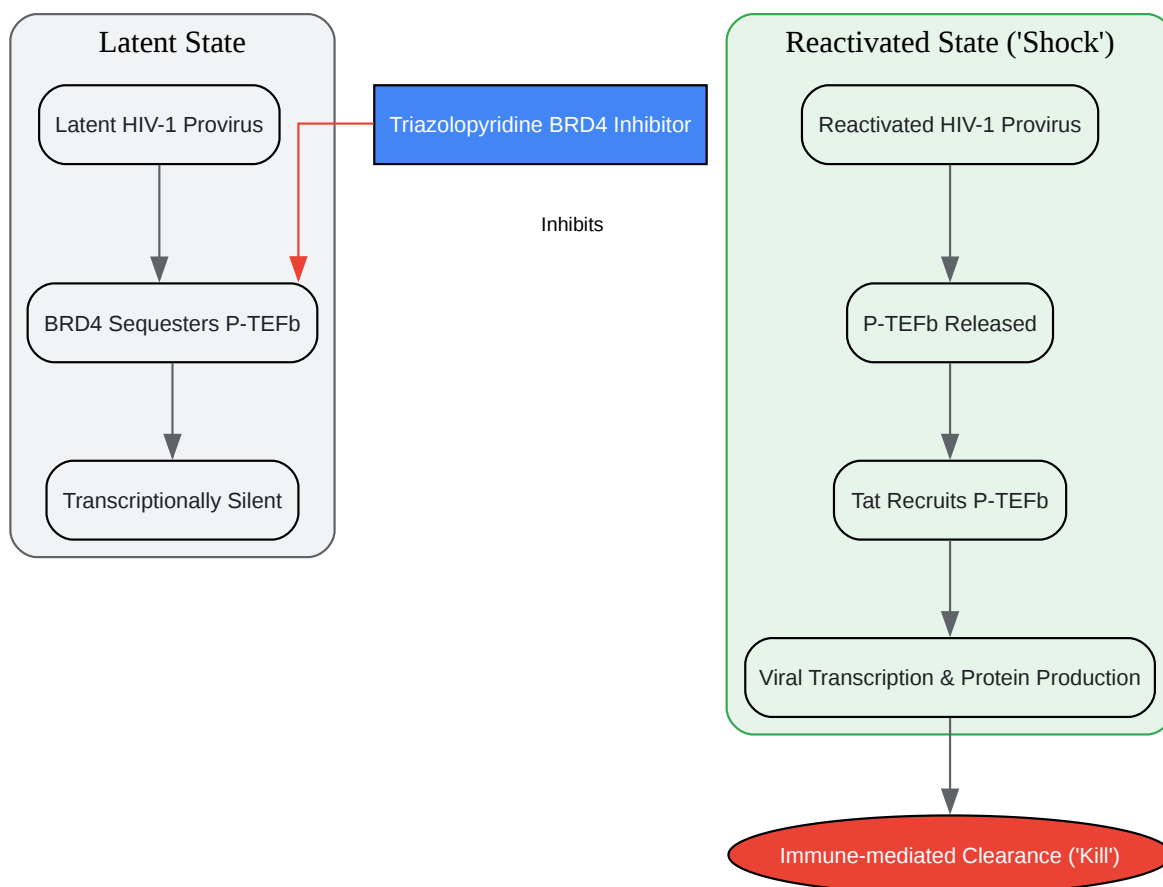 Latent State
Latent HIV-1 Provirus
BRD4 Sequesters P-TEFb
Transcriptionally Silent
Triazolopyridine BRD4 Inhibitor
Inhibits
Reactivated State ('Shock')
Reactivated HIV-1 Provirus
P-TEFb Released
Tat Recruits P-TEFb
Viral Transcription & Protein Production
Immune-mediated Clearance ('Kill')